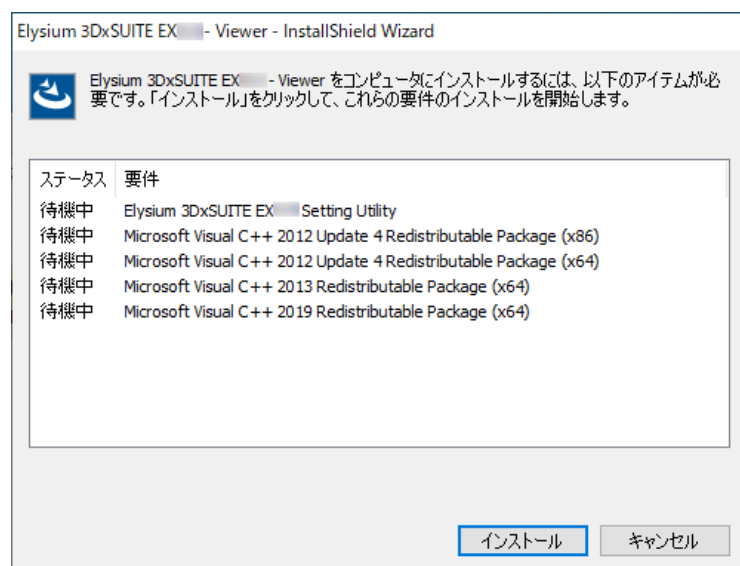 Elysium 3DxSUITE EX - Viewer - InstallShield Wizard
Elysium 3DxSUITE EX - Viewer をコンピュータにインストールするには、以下のアイテムが必
要です。「インストール」をクリックして、これらの要件のインストールを開始します。
ステータス 要件
待機中 Elysium 3DxSUITE EX Setting Utility
待機中 Microsoft Visual C++ 2012 Update 4 Redistributable Package (x86)
待機中 Microsoft Visual C++ 2012 Update 4 Redistributable Package (x64)
待機中 Microsoft Visual C++ 2013 Redistributable Package (x64)
待機中 Microsoft Visual C++ 2019 Redistributable Package (x64)
インストール キャンセル